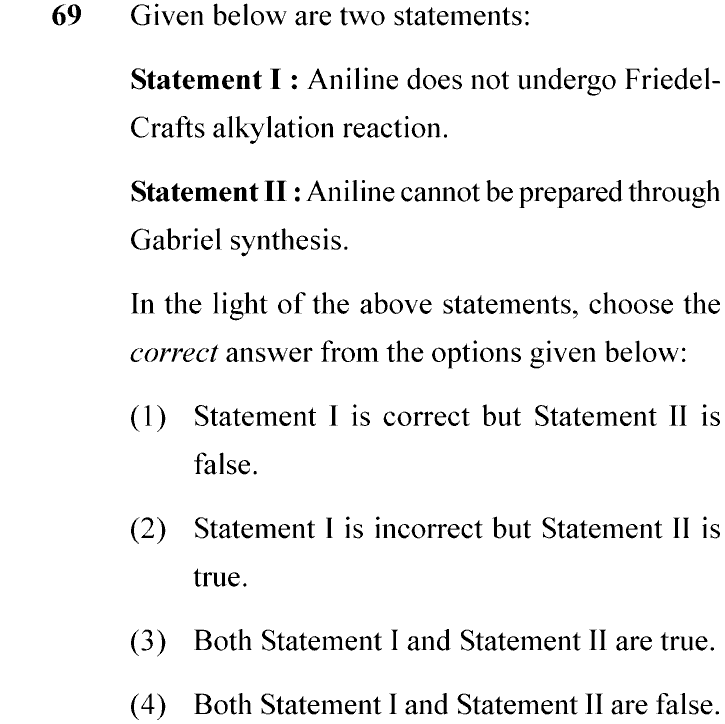 69 Given below are two statements:
Statement I : Aniline does not undergo Friedel-
Crafts alkylation reaction.
Statement II : Aniline cannot be prepared through
Gabriel synthesis.
In the light of the above statements, choose the
correct answer from the options given below:
(1) Statement I is correct but Statement II is
false.
(2) Statement I is incorrect but Statement II is
true.
(3) Both Statement I and Statement II are true.
(4) Both Statement I and Statement II are false.